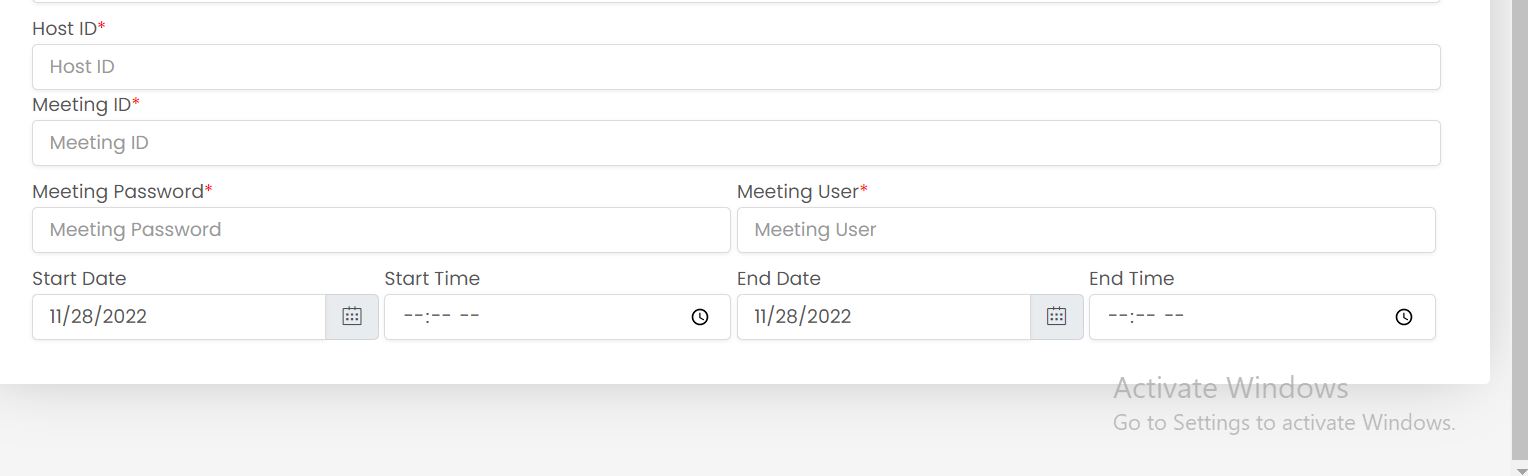 Host ID*
Host ID
Meeting ID*
Meeting ID
Meeting Password* Meeting User*
Meeting Password Meeting User
Start Date Start Time End Date End Time
11/28/2022 --:-- -- 11/28/2022 --:-- --
Activate Windows
Go to Settings to activate Windows.